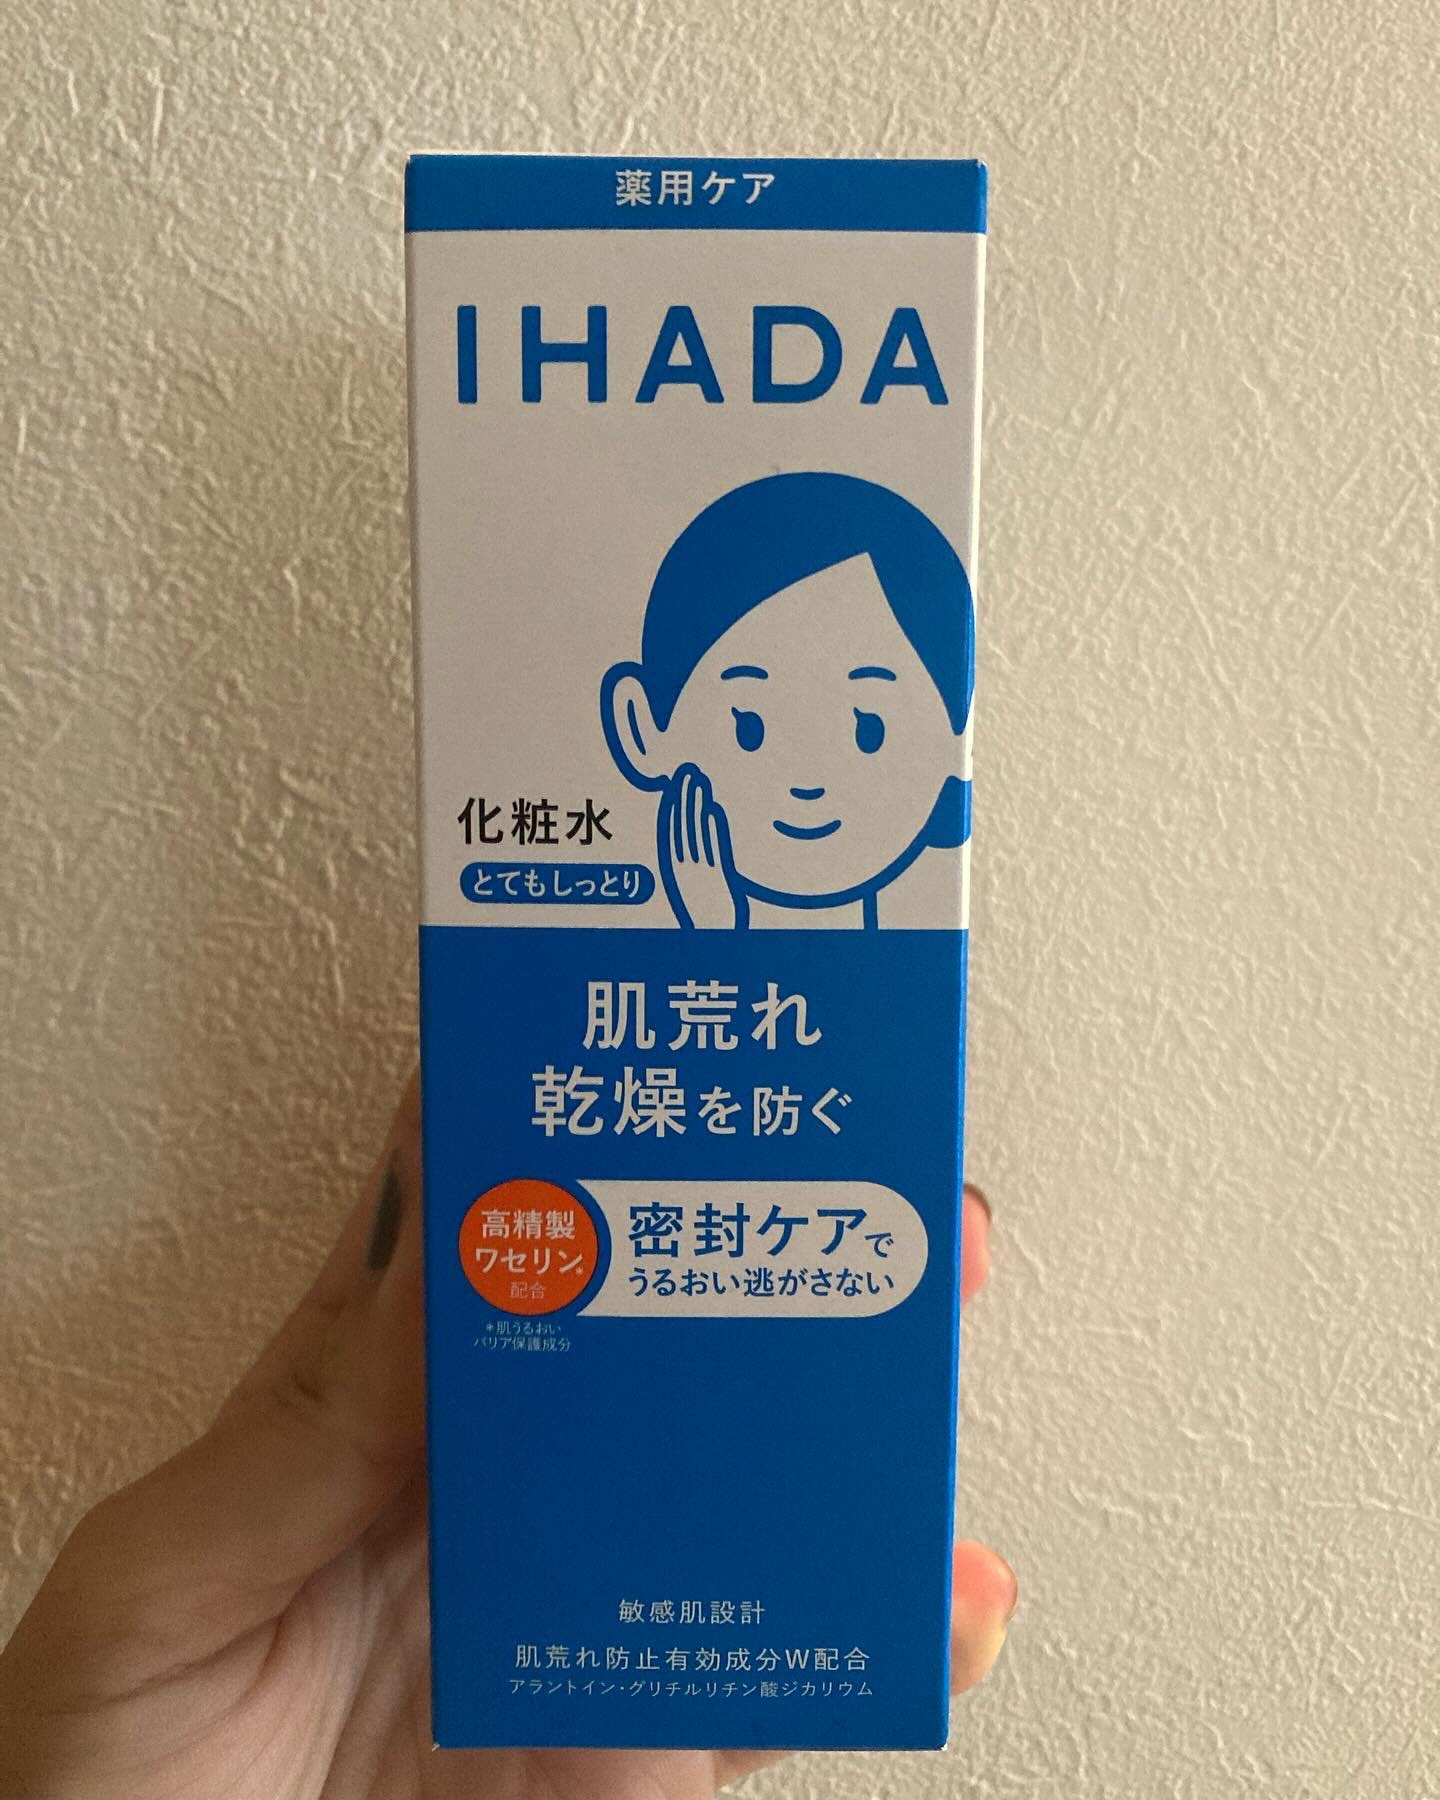 薬用ケア
IHADA
化粧水
とてもしっとり
肌荒れ
乾燥を防ぐ
高精製
ワセリン*
配合
密封ケアで
うるおい逃がさない
*肌うるおい
バリア保護成分
敏感肌設計
肌荒れ防止有効成分W配合
アラントイン・グリチルリチン酸ジカリウム